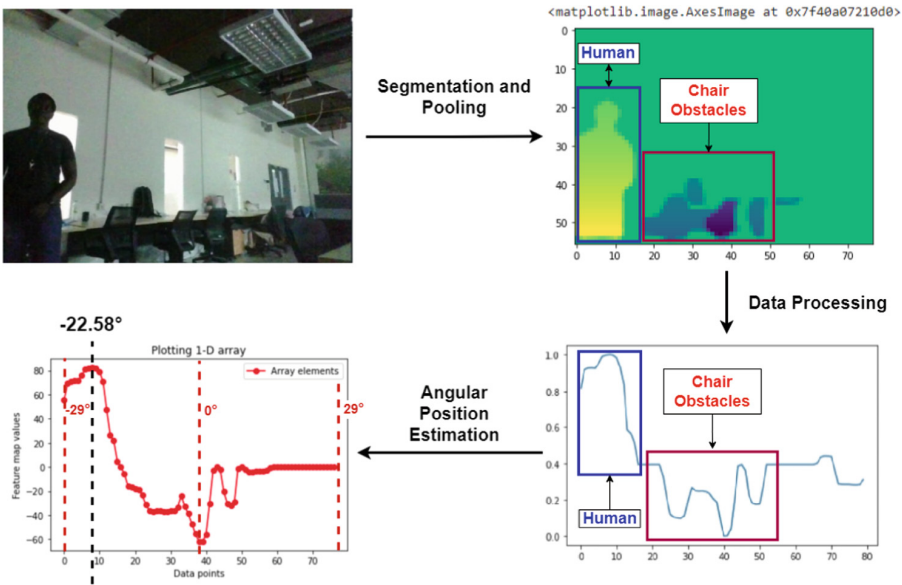 <matplotlib.image.AxesImage at 0x7f40a07210d0>
Segmentation and
Pooling
Human
Chair
Obstacles
0
10
20
30
40
50
0 10 20 30 40 50 60 70
Data Processing
1.0
0.8
0.6
0.4
0.2
0.0
0 10 20 30 40 50 60 70 80
Chair
Obstacles
Human
Angular
Position
Estimation
-22.58°
Plotting 1-D array
Array elements
-29°
0°
29°
Feature map values
80
60
40
20
0
−20
−40
−60
0 10 20 30 40 50 60 70
Data points